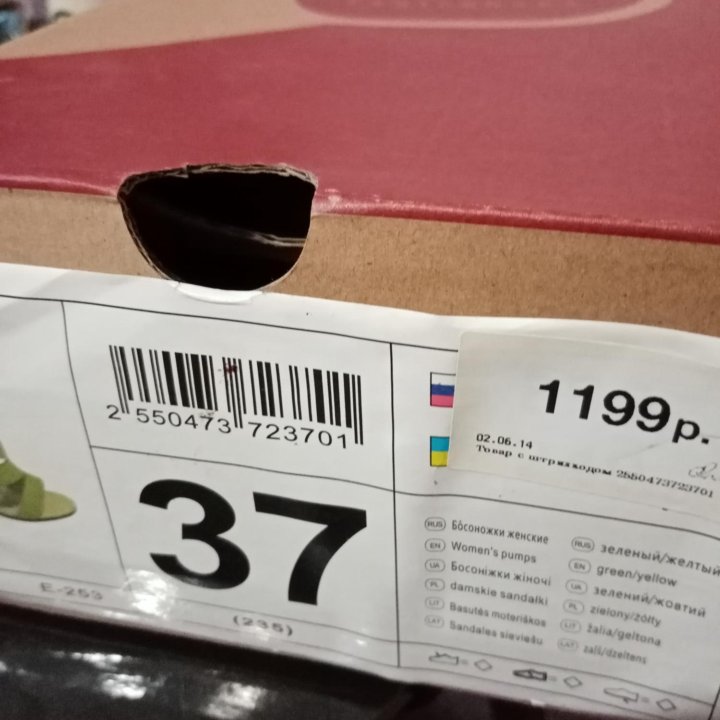 2 550473 723701
37
(235)
E-253
1199р.
02.06.14
Товар с штрихкодом 2550473723701
RUS Босоножки женские
EN Women's pumps
UA Босоніжки жіночі
PL damskie sandałki
LIT Basutės moteriškos
LAT Sandales sieviešu
RUS зеленый/желтый
EN green/yellow
UA зелений/жовтий
PL zielony/żółty
LIT žalia/geltona
LAT zaļš/dzeltens